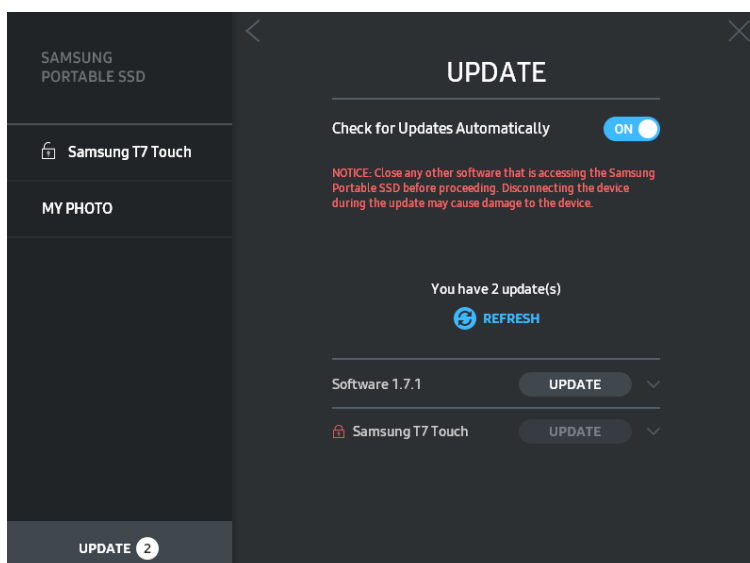 SAMSUNG
PORTABLE SSD
Samsung T7 Touch
MY PHOTO
UPDATE 2
UPDATE
Check for Updates Automatically ON
NOTICE: Close any other software that is accessing the Samsung
Portable SSD before proceeding. Disconnecting the device
during the update may cause damage to the device.
You have 2 update(s)
REFRESH
Software 1.7.1 UPDATE
Samsung T7 Touch UPDATE